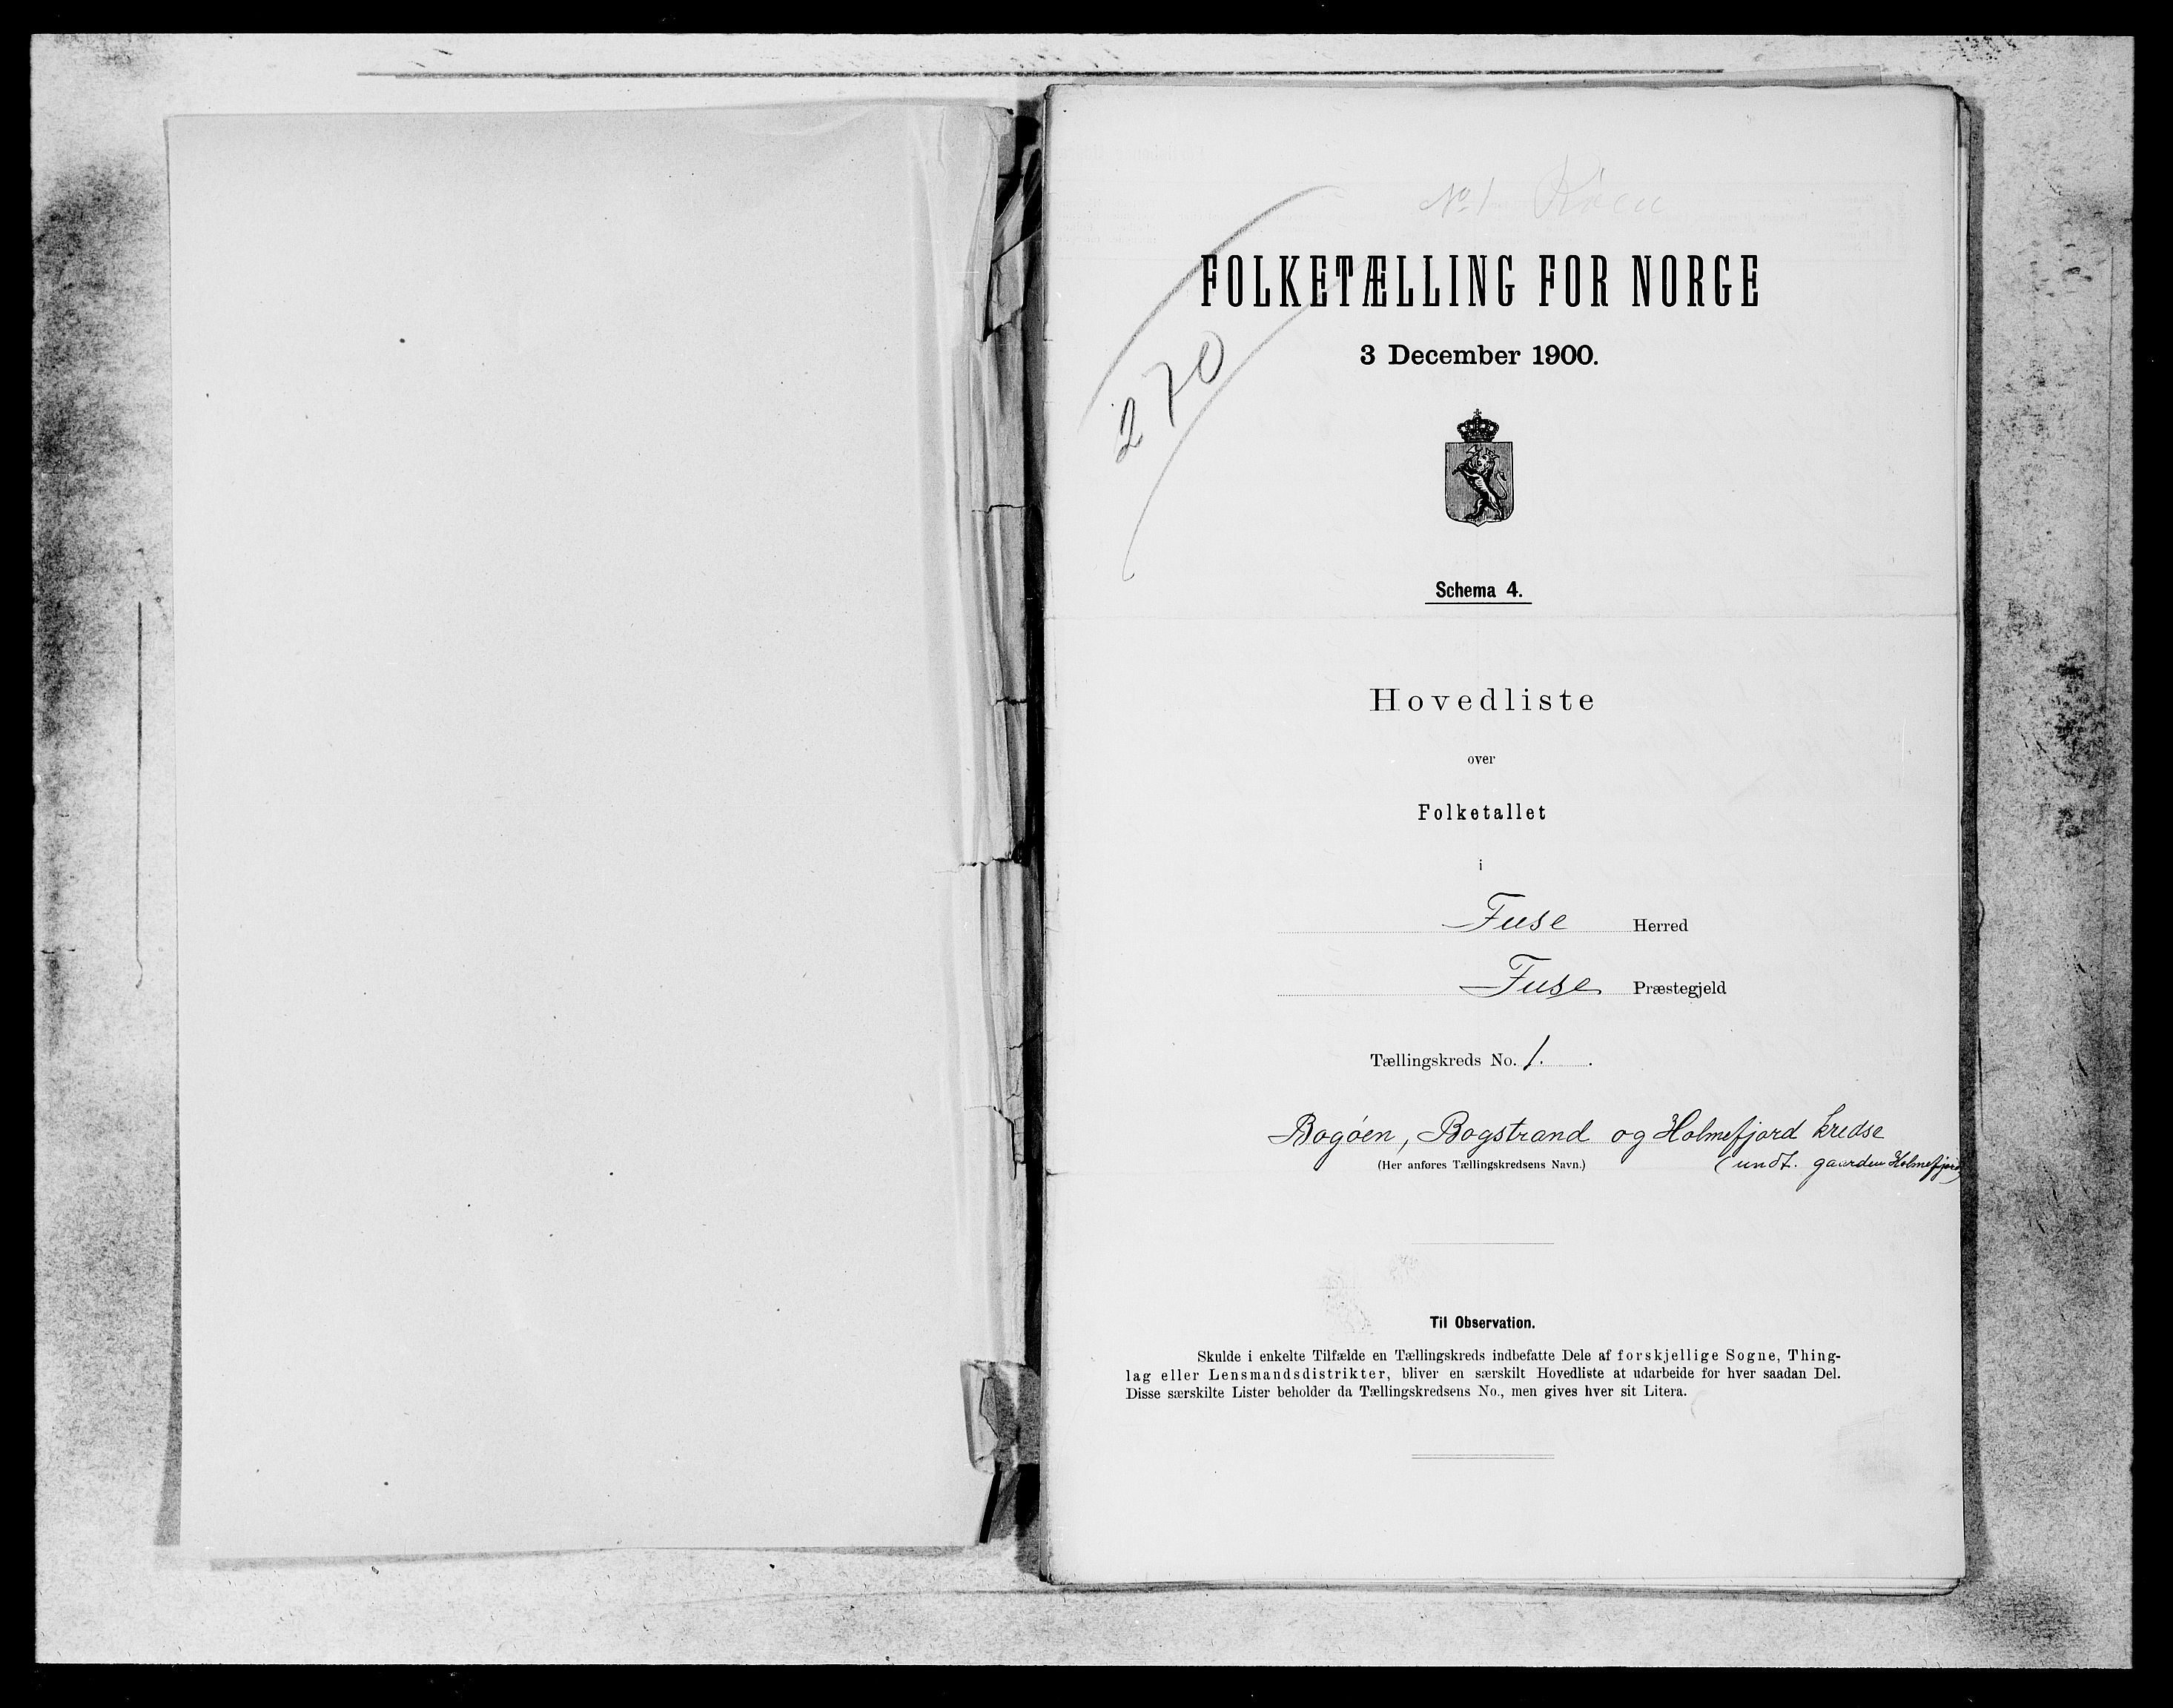 No. 1
FOLKETÆLLING FOR NORGE
3 December 1900.
270
Schema 4.
Hovedliste
over
Folketallet
i
Fuse Herred
Fuse Præstegjeld
Tællingskreds No. 1.
Bogøen, Bogstrand og Holmefjord kredse
(Her anføres Tællingskredsens Navn.) (undt. gaarden Holmefjord)
Til Observation.
Skulde i enkelte Tilfælde en Tællingskreds indbefatte Dele af forskjellige Sogne, Thing-
lag eller Lensmandsdistrikter, bliver en særskilt Hovedliste at udarbeide for hver saadan Del.
Disse særskilte Lister beholder da Tællingskredsens No., men gives hver sit Litera.